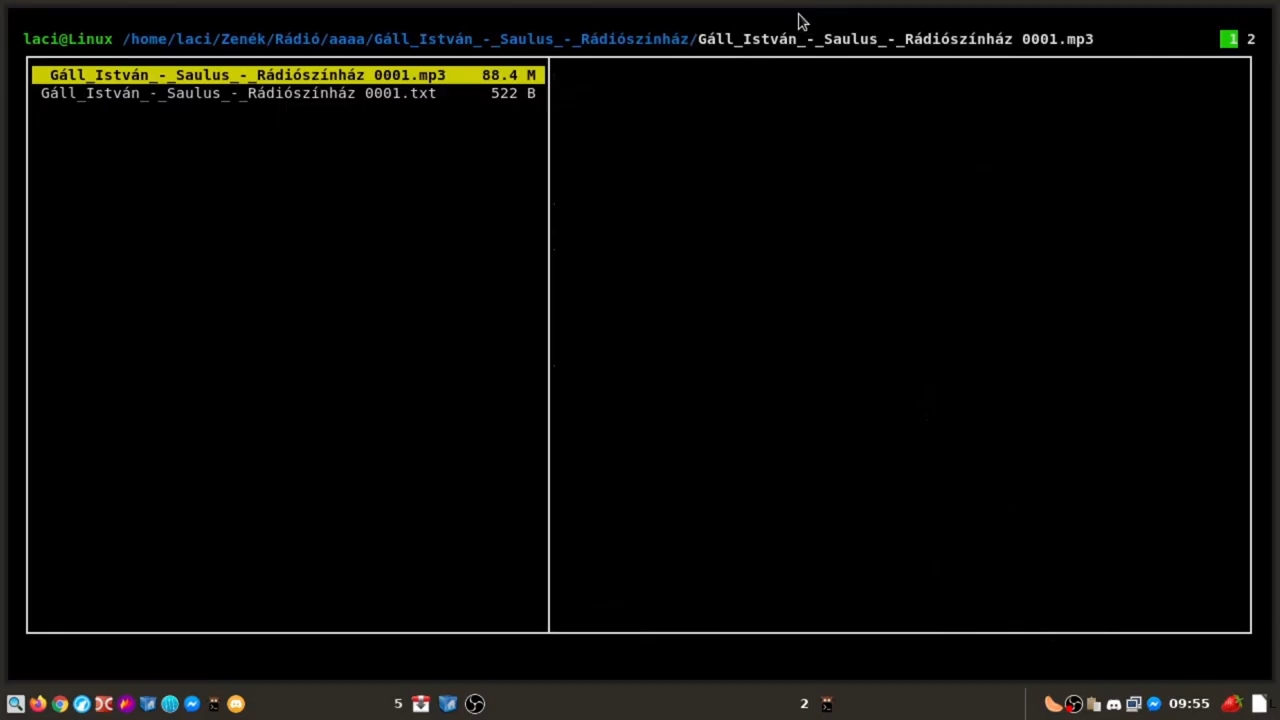 laci@Linux /home/laci/Zenék/Rádió/aaaa/Gáll_István_-_Saulus_-_Rádiószínház/Gáll_István_-_Saulus_-_Rádiószínház 0001.mp3 1 2
Gáll_István_-_Saulus_-_Rádiószínház 0001.mp3 88.4 M
Gáll_István_-_Saulus_-_Rádiószínház 0001.txt 522 B
5 2 09:55